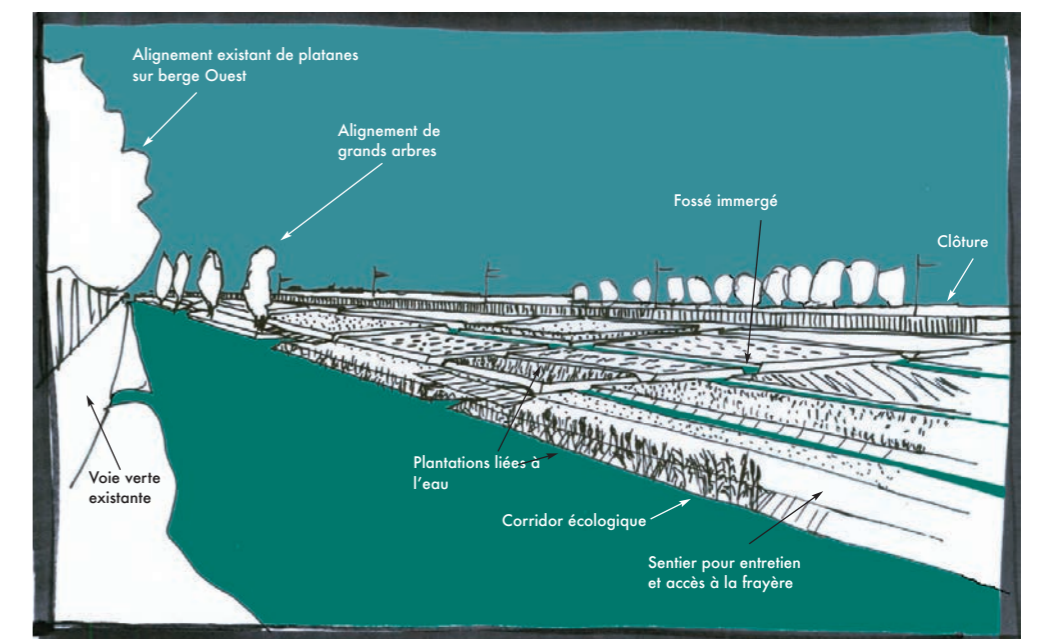 Alignement existant de platanes
sur berge Ouest
Alignement de
grands arbres
Fossé immergé
Clôture
Plantations liées à
l'eau
Voie verte
existante
Corridor écologique
Sentier pour entretien
et accès à la frayère